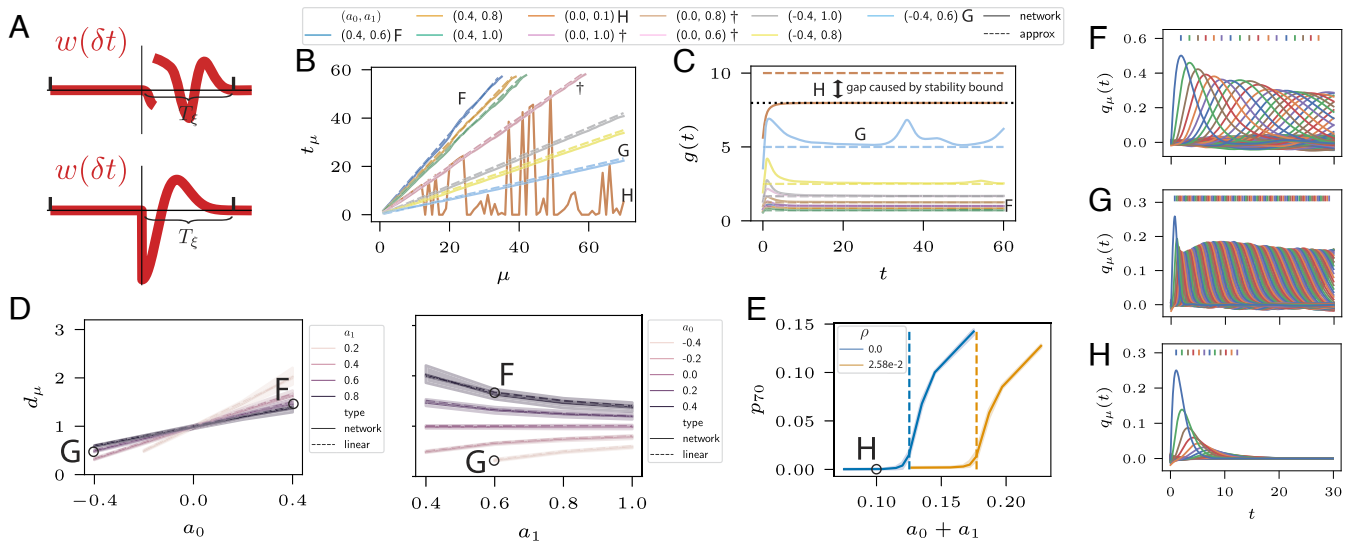 A
w(δt)
T_ξ
w(δt)
T_ξ
(a_0, a_1)
(0.4, 0.6) F
(0.4, 0.8)
(0.4, 1.0)
(0.0, 0.1) H
(0.0, 1.0) †
(0.0, 0.8) †
(0.0, 0.6) †
(-0.4, 1.0)
(-0.4, 0.8)
(-0.4, 0.6) G
network
approx
B
t_μ
60
40
20
0
0
20
40
60
μ
F
†
G
H
C
g(t)
10
5
0
0
20
40
60
t
H
gap caused by stability bound
G
F
D
d_μ
3
2
1
0
−0.4
0.0
0.4
a_0
G
F
a_1
0.2
0.4
0.6
0.8
type
network
linear
0.4
0.6
0.8
1.0
a_1
F
G
a_0
-0.4
-0.2
0.0
0.2
0.4
type
network
linear
E
p_70
0.15
0.10
0.05
0.00
0.10
0.15
0.20
a_0 + a_1
H
ρ
0.0
2.58e-2
F
q_μ(t)
0.6
0.4
0.2
0.0
G
q_μ(t)
0.3
0.2
0.1
0.0
H
q_μ(t)
0.3
0.2
0.1
0.0
0
10
20
30
t